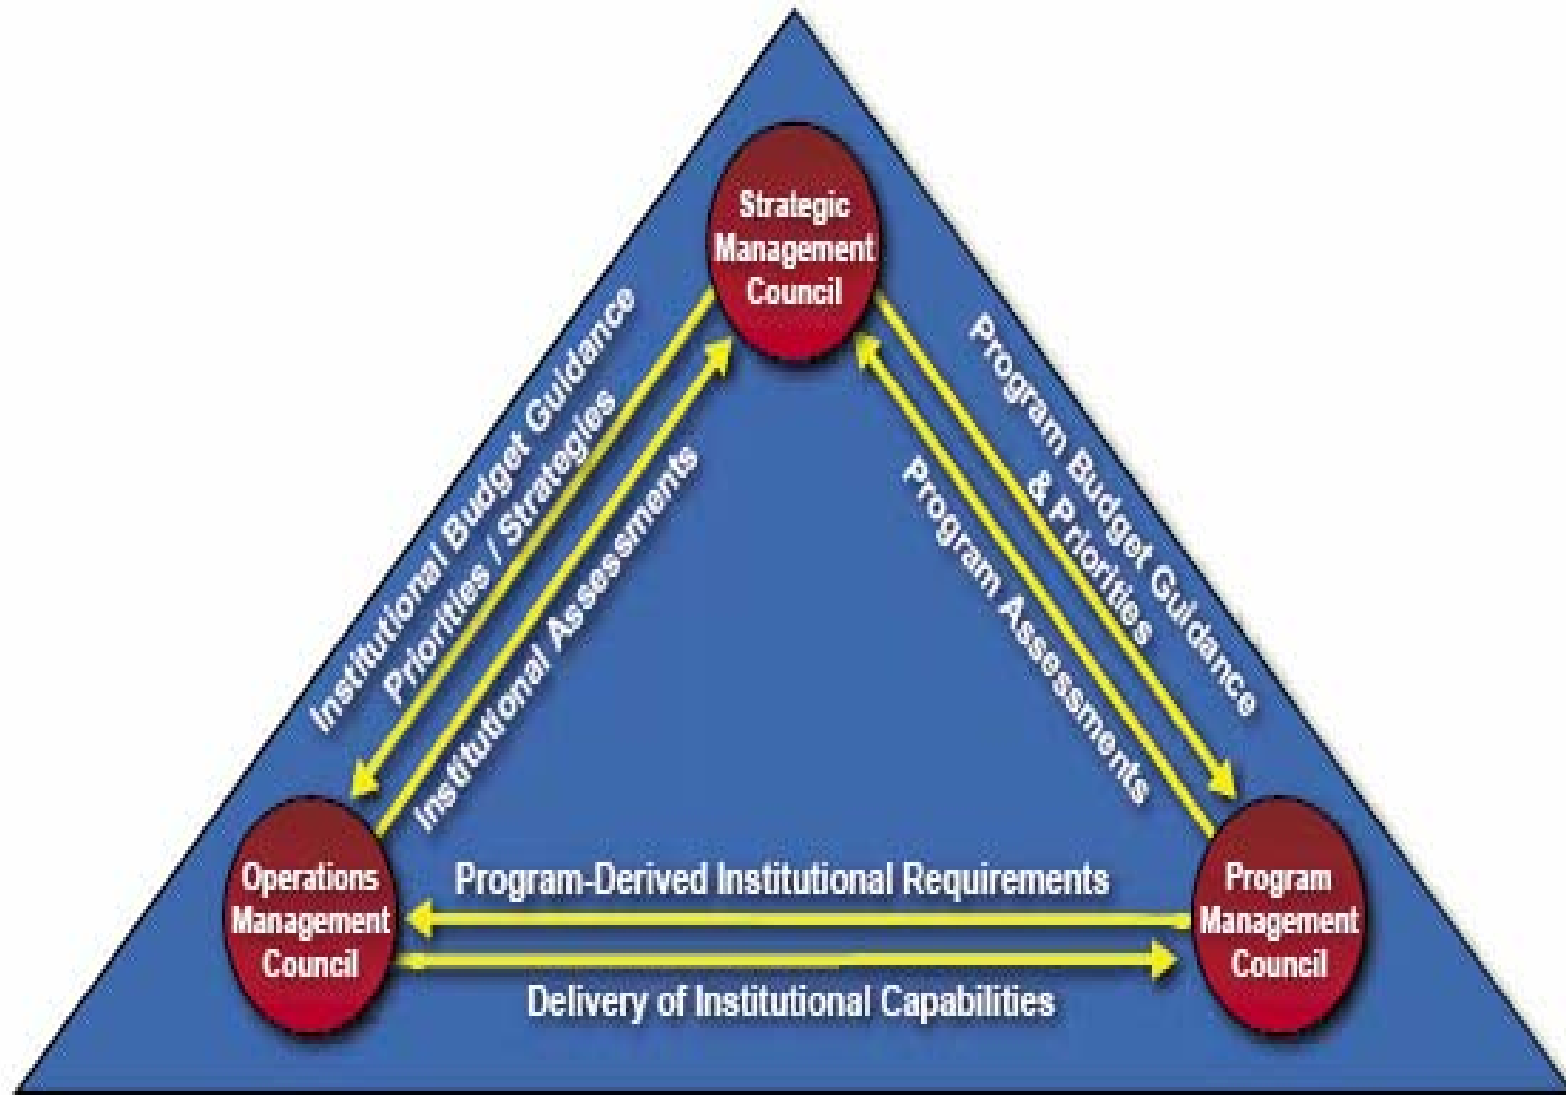 Strategic
Management
Council
Institutional Budget Guidance
Priorities / Strategies
Institutional Assessments
Program Budget Guidance
& Priorities
Program Assessments
Operations
Management
Council
Program-Derived Institutional Requirements
Delivery of Institutional Capabilities
Program
Management
Council